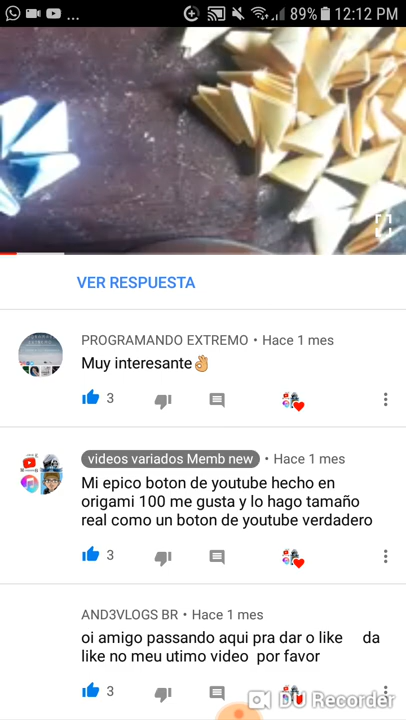 ... 89% 12:12 PM
VER RESPUESTA
PROGRAMANDO EXTREMO • Hace 1 mes
Muy interesante👌
3
videos variados Memb new • Hace 1 mes
Mi epico boton de youtube hecho en
origami 100 me gusta y lo hago tamaño
real como un boton de youtube verdadero
3
AND3VLOGS BR • Hace 1 mes
oi amigo passando aqui pra dar o like da
like no meu utimo video por favor
3
DU Recorder